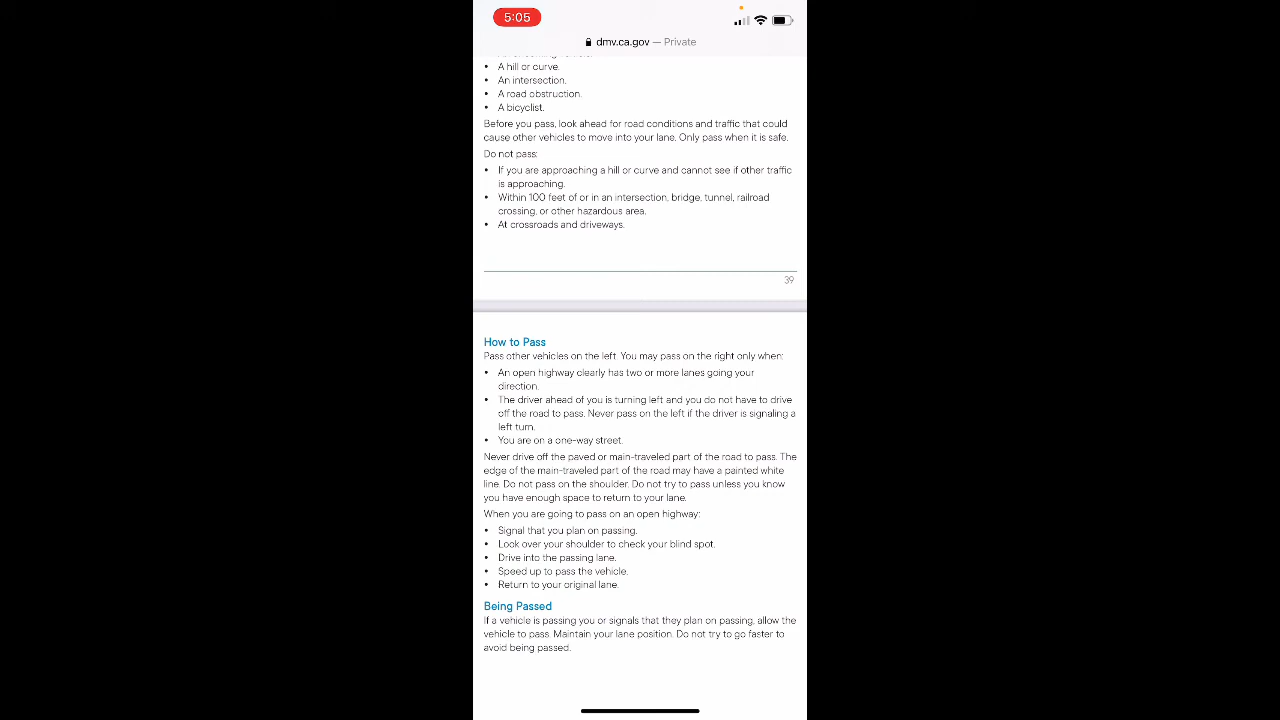 5:05
dmv.ca.gov — Private
• A hill or curve.
• An intersection.
• A road obstruction.
• A bicyclist.
Before you pass, look ahead for road conditions and traffic that could
cause other vehicles to move into your lane. Only pass when it is safe.
Do not pass:
• If you are approaching a hill or curve and cannot see if other traffic
is approaching.
• Within 100 feet of or in an intersection, bridge, tunnel, railroad
crossing, or other hazardous area.
• At crossroads and driveways.
39
How to Pass
Pass other vehicles on the left. You may pass on the right only when:
• An open highway clearly has two or more lanes going your
direction.
• The driver ahead of you is turning left and you do not have to drive
off the road to pass. Never pass on the left if the driver is signaling a
left turn.
• You are on a one-way street.
Never drive off the paved or main-traveled part of the road to pass. The
edge of the main-traveled part of the road may have a painted white
line. Do not pass on the shoulder. Do not try to pass unless you know
you have enough space to return to your lane.
When you are going to pass on an open highway:
• Signal that you plan on passing.
• Look over your shoulder to check your blind spot.
• Drive into the passing lane.
• Speed up to pass the vehicle.
• Return to your original lane.
Being Passed
If a vehicle is passing you or signals that they plan on passing, allow the
vehicle to pass. Maintain your lane position. Do not try to go faster to
avoid being passed.